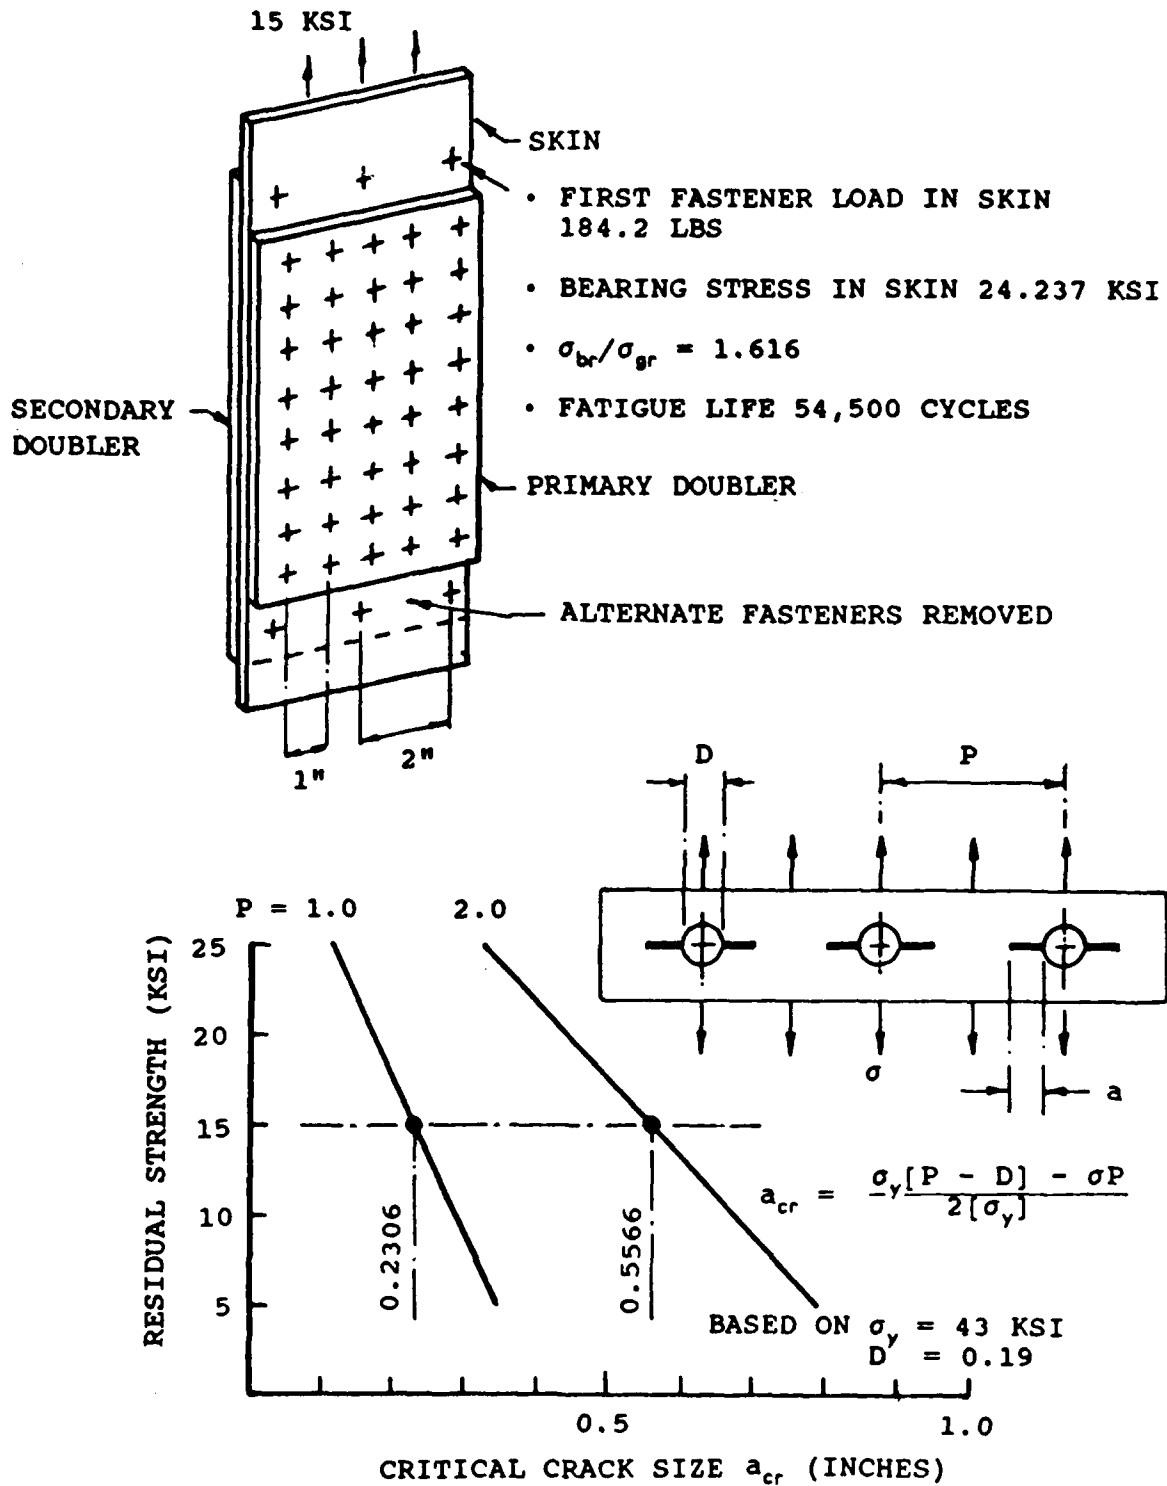 15 KSI
SKIN
• FIRST FASTENER LOAD IN SKIN
184.2 LBS
• BEARING STRESS IN SKIN 24.237 KSI
• σbr/σgr = 1.616
• FATIGUE LIFE 54,500 CYCLES
SECONDARY
DOUBLER
PRIMARY DOUBLER
ALTERNATE FASTENERS REMOVED
1"
2"
D
P
σ
a
P = 1.0
2.0
RESIDUAL STRENGTH (KSI)
25
20
15
10
5
0.2306
0.5566
acr = σy[P - D] - σP
2[σy]
BASED ON σy = 43 KSI
D = 0.19
0.5
1.0
CRITICAL CRACK SIZE acr (INCHES)